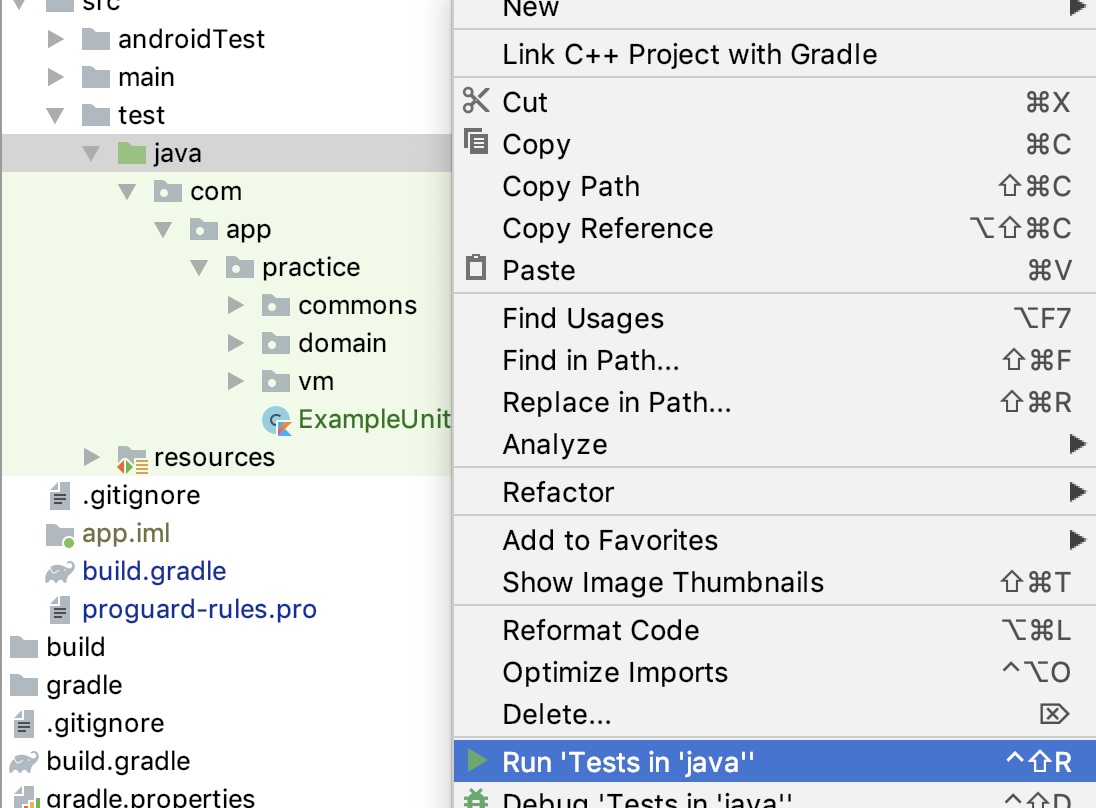 src
androidTest
main
test
java
com
app
practice
commons
domain
vm
ExampleUnit
resources
.gitignore
app.iml
build.gradle
proguard-rules.pro
build
gradle
.gitignore
build.gradle
gradle.properties
New
Link C++ Project with Gradle
Cut ⌘X
Copy ⌘C
Copy Path ⇧⌘C
Copy Reference ⌥⇧⌘C
Paste ⌘V
Find Usages ⌥F7
Find in Path... ⇧⌘F
Replace in Path... ⇧⌘R
Analyze
Refactor
Add to Favorites
Show Image Thumbnails ⇧⌘T
Reformat Code ⌥⌘L
Optimize Imports ^⌥O
Delete... ⌦
Run 'Tests in 'java'' ^⇧R
Debug 'Tests in 'java'' ^⇧D